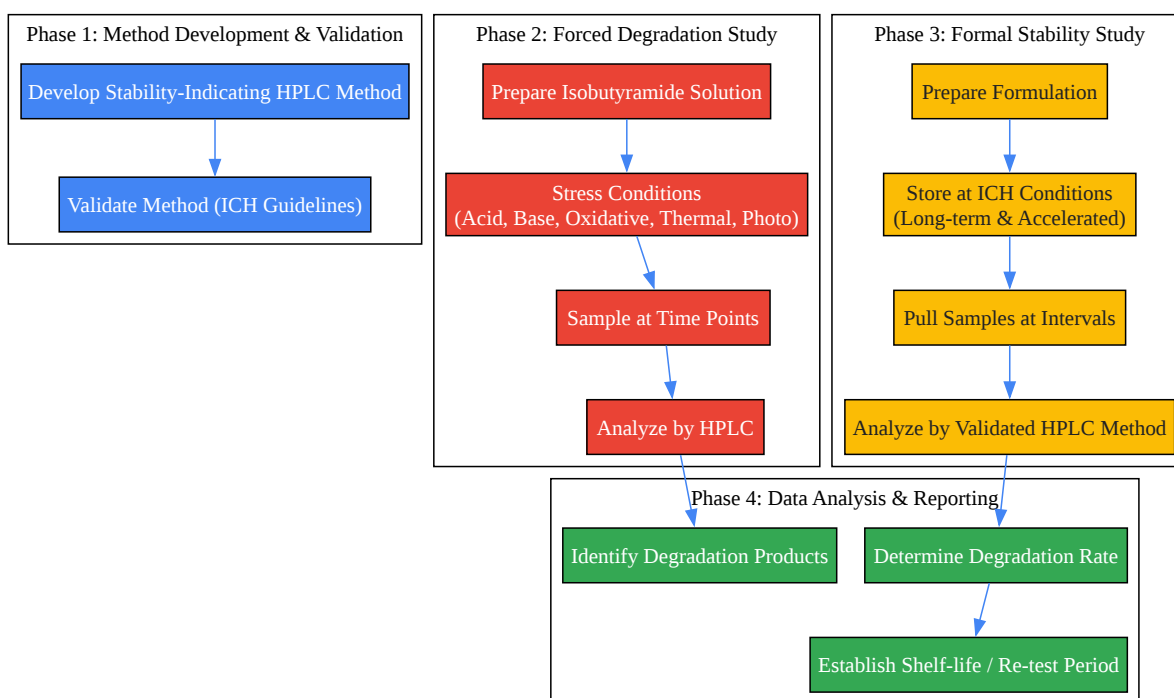 Phase 1: Method Development & Validation
Develop Stability-Indicating HPLC Method
Validate Method (ICH Guidelines)
Phase 2: Forced Degradation Study
Prepare Isobutyramide Solution
Stress Conditions
(Acid, Base, Oxidative, Thermal, Photo)
Sample at Time Points
Analyze by HPLC
Phase 3: Formal Stability Study
Prepare Formulation
Store at ICH Conditions
(Long-term & Accelerated)
Pull Samples at Intervals
Analyze by Validated HPLC Method
Phase 4: Data Analysis & Reporting
Identify Degradation Products
Determine Degradation Rate
Establish Shelf-life / Re-test Period